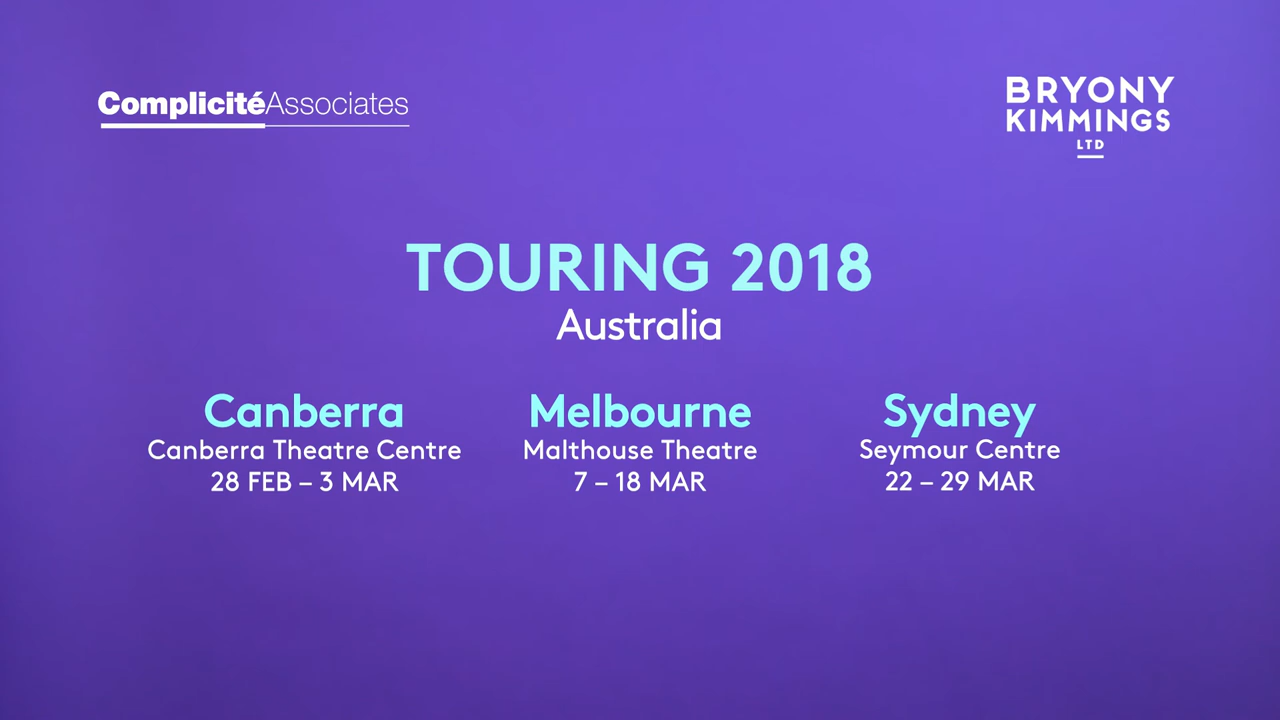 ComplicitéAssociates
BRYONY
KIMMINGS
LTD
TOURING 2018
Australia
Canberra
Canberra Theatre Centre
28 FEB – 3 MAR
Melbourne
Malthouse Theatre
7 – 18 MAR
Sydney
Seymour Centre
22 – 29 MAR